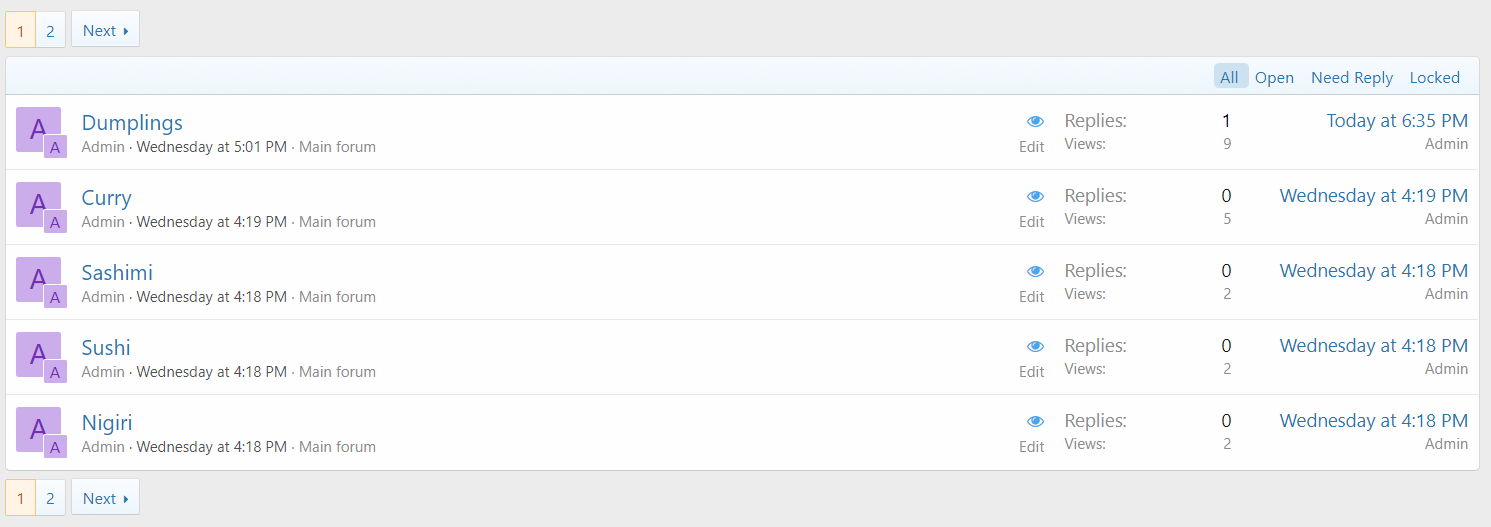 1 2 Next
All Open Need Reply Locked
A A Dumplings Replies: 1 Today at 6:35 PM
Admin · Wednesday at 5:01 PM · Main forum Edit Views: 9 Admin
A A Curry Replies: 0 Wednesday at 4:19 PM
Admin · Wednesday at 4:19 PM · Main forum Edit Views: 5 Admin
A A Sashimi Replies: 0 Wednesday at 4:18 PM
Admin · Wednesday at 4:18 PM · Main forum Edit Views: 2 Admin
A A Sushi Replies: 0 Wednesday at 4:18 PM
Admin · Wednesday at 4:18 PM · Main forum Edit Views: 2 Admin
A A Nigiri Replies: 0 Wednesday at 4:18 PM
Admin · Wednesday at 4:18 PM · Main forum Edit Views: 2 Admin
1 2 Next